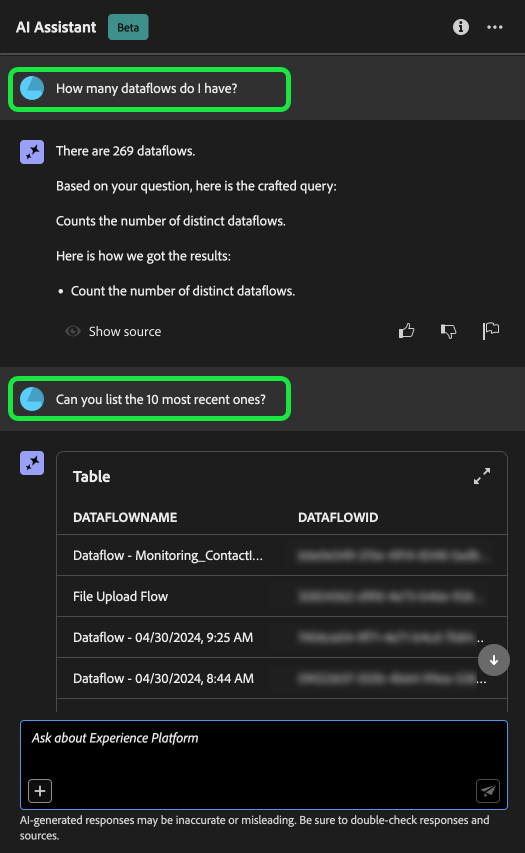 AI Assistant Beta
How many dataflows do I have?
There are 269 dataflows.
Based on your question, here is the crafted query:
Counts the number of distinct dataflows.
Here is how we got the results:
• Count the number of distinct dataflows.
Show source
Can you list the 10 most recent ones?
Table
DATAFLOWNAME DATAFLOWID
Dataflow - Monitoring_ContactI...
File Upload Flow
Dataflow - 04/30/2024, 9:25 AM
Dataflow - 04/30/2024, 8:44 AM
Ask about Experience Platform
AI-generated responses may be inaccurate or misleading. Be sure to double-check responses and
sources.